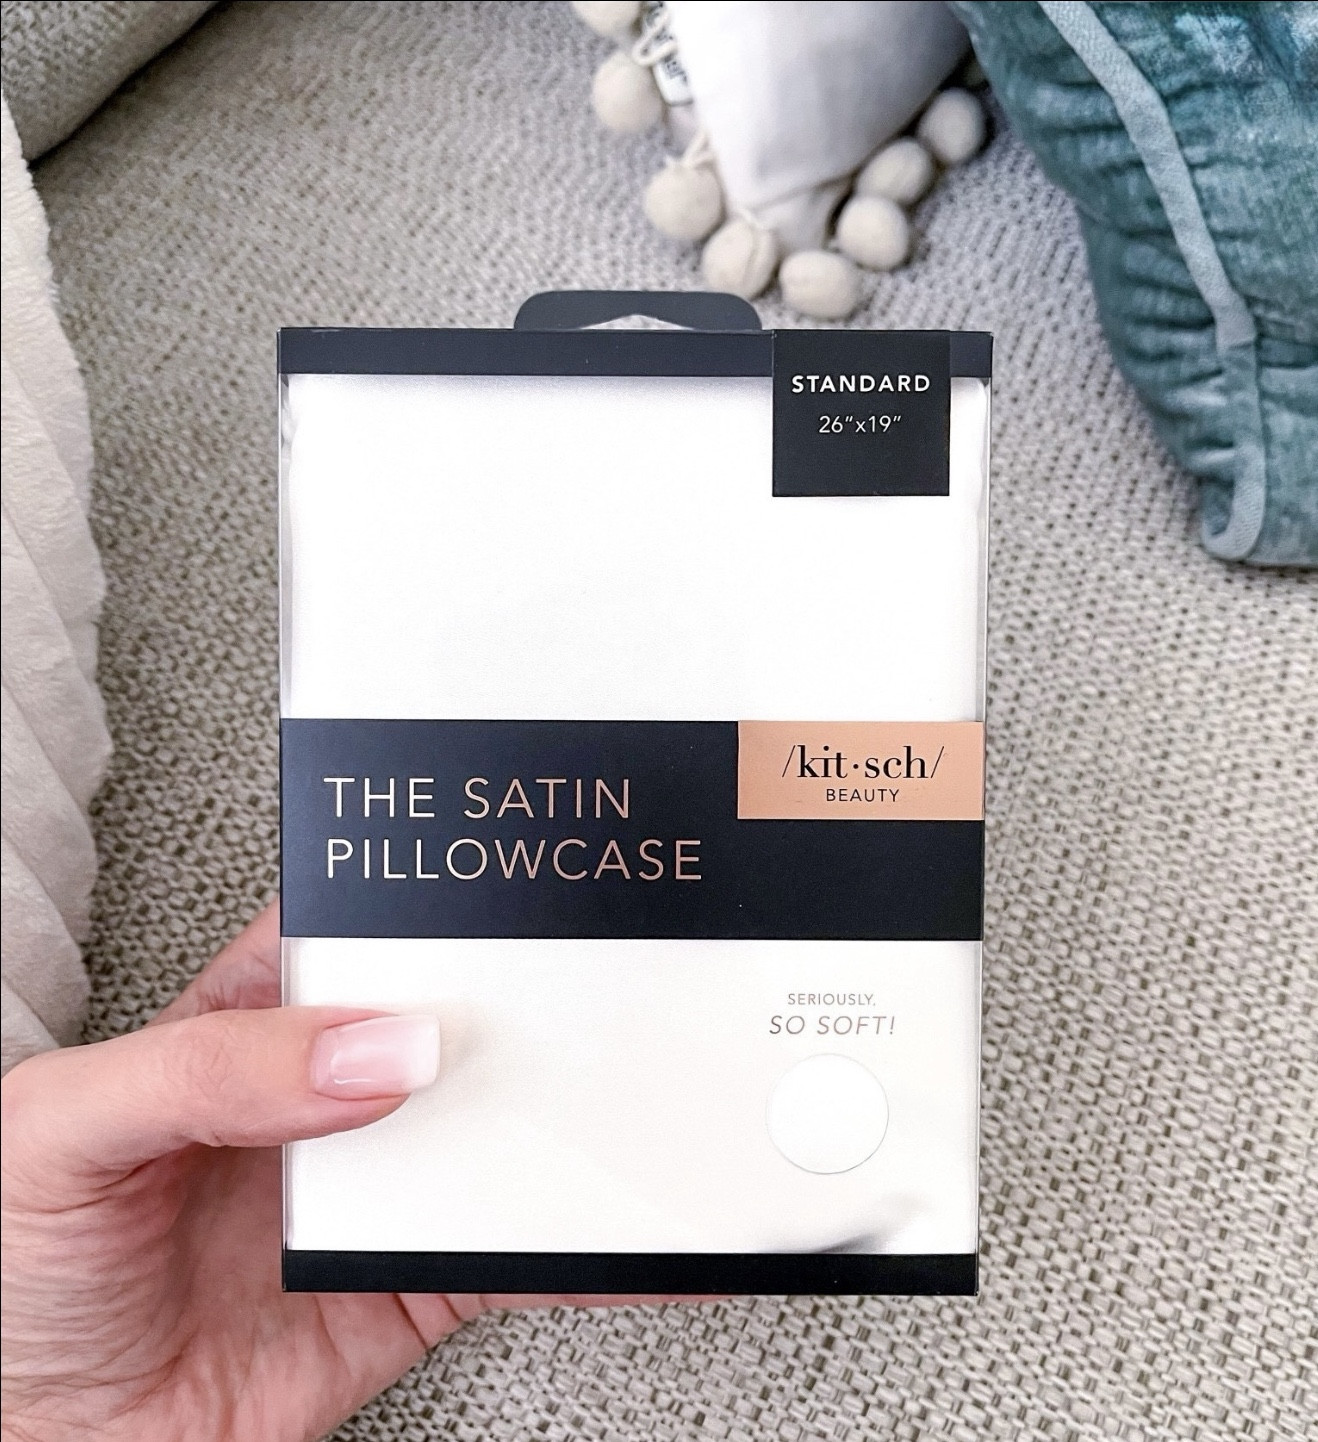 STANDARD
26"x19"
THE SATIN
PILLOWCASE
/kit·sch/
BEAUTY
SERIOUSLY,
SO SOFT!